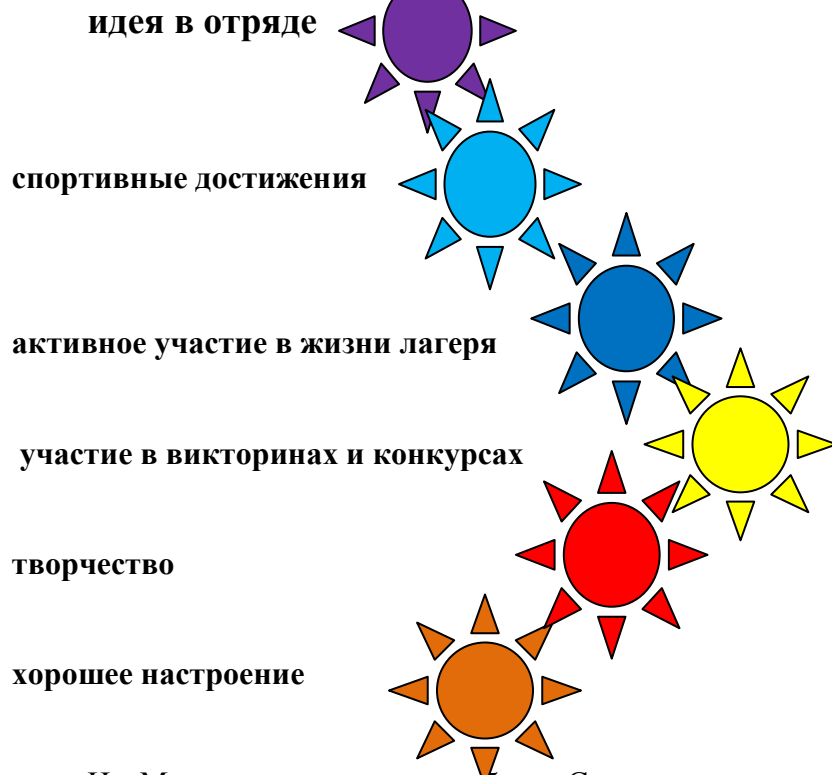 идея в отряде
спортивные достижения
активное участие в жизни лагеря
участие в викторинах и конкурсах
творчество
хорошее настроение